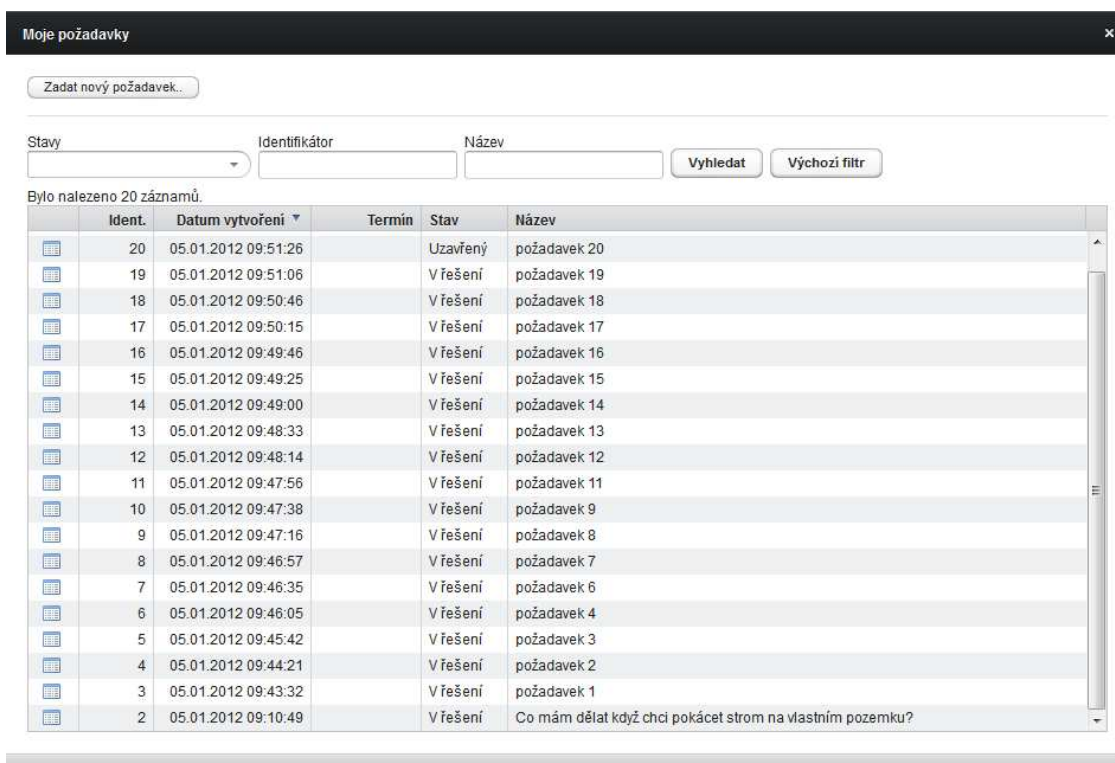 Moje požadavky x
Zadat nový požadavek..
Stavy Identifikátor Název
Vyhledat Výchozí filtr
Bylo nalezeno 20 záznamů.
Ident. Datum vytvoření Termín Stav Název
20 05.01.2012 09:51:26 Uzavřený požadavek 20
19 05.01.2012 09:51:06 V řešení požadavek 19
18 05.01.2012 09:50:46 V řešení požadavek 18
17 05.01.2012 09:50:15 V řešení požadavek 17
16 05.01.2012 09:49:46 V řešení požadavek 16
15 05.01.2012 09:49:25 V řešení požadavek 15
14 05.01.2012 09:49:00 V řešení požadavek 14
13 05.01.2012 09:48:33 V řešení požadavek 13
12 05.01.2012 09:48:14 V řešení požadavek 12
11 05.01.2012 09:47:56 V řešení požadavek 11
10 05.01.2012 09:47:38 V řešení požadavek 9
9 05.01.2012 09:47:16 V řešení požadavek 8
8 05.01.2012 09:46:57 V řešení požadavek 7
7 05.01.2012 09:46:35 V řešení požadavek 6
6 05.01.2012 09:46:05 V řešení požadavek 4
5 05.01.2012 09:45:42 V řešení požadavek 3
4 05.01.2012 09:44:21 V řešení požadavek 2
3 05.01.2012 09:43:32 V řešení požadavek 1
2 05.01.2012 09:10:49 V řešení Co mám dělat když chci pokácet strom na vlastním pozemku?